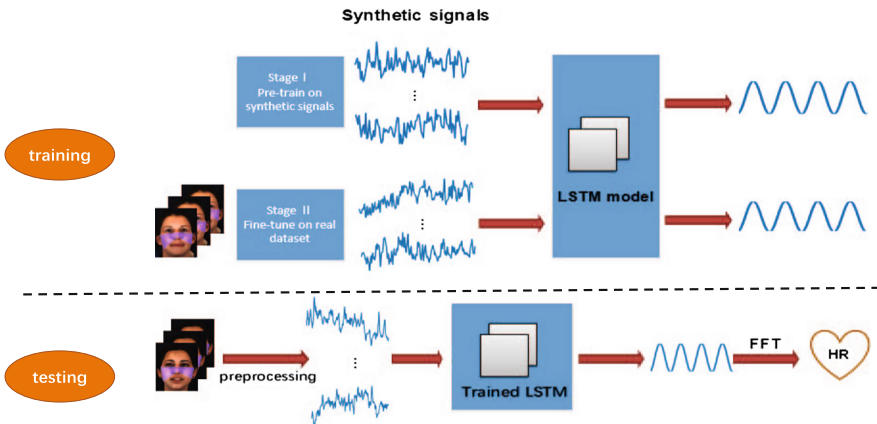 Synthetic signals
Stage I
Pre-train on
synthetic signals
training
LSTM model
Stage II
Fine-tune on real
dataset
testing
preprocessing
Trained LSTM
FFT
HR